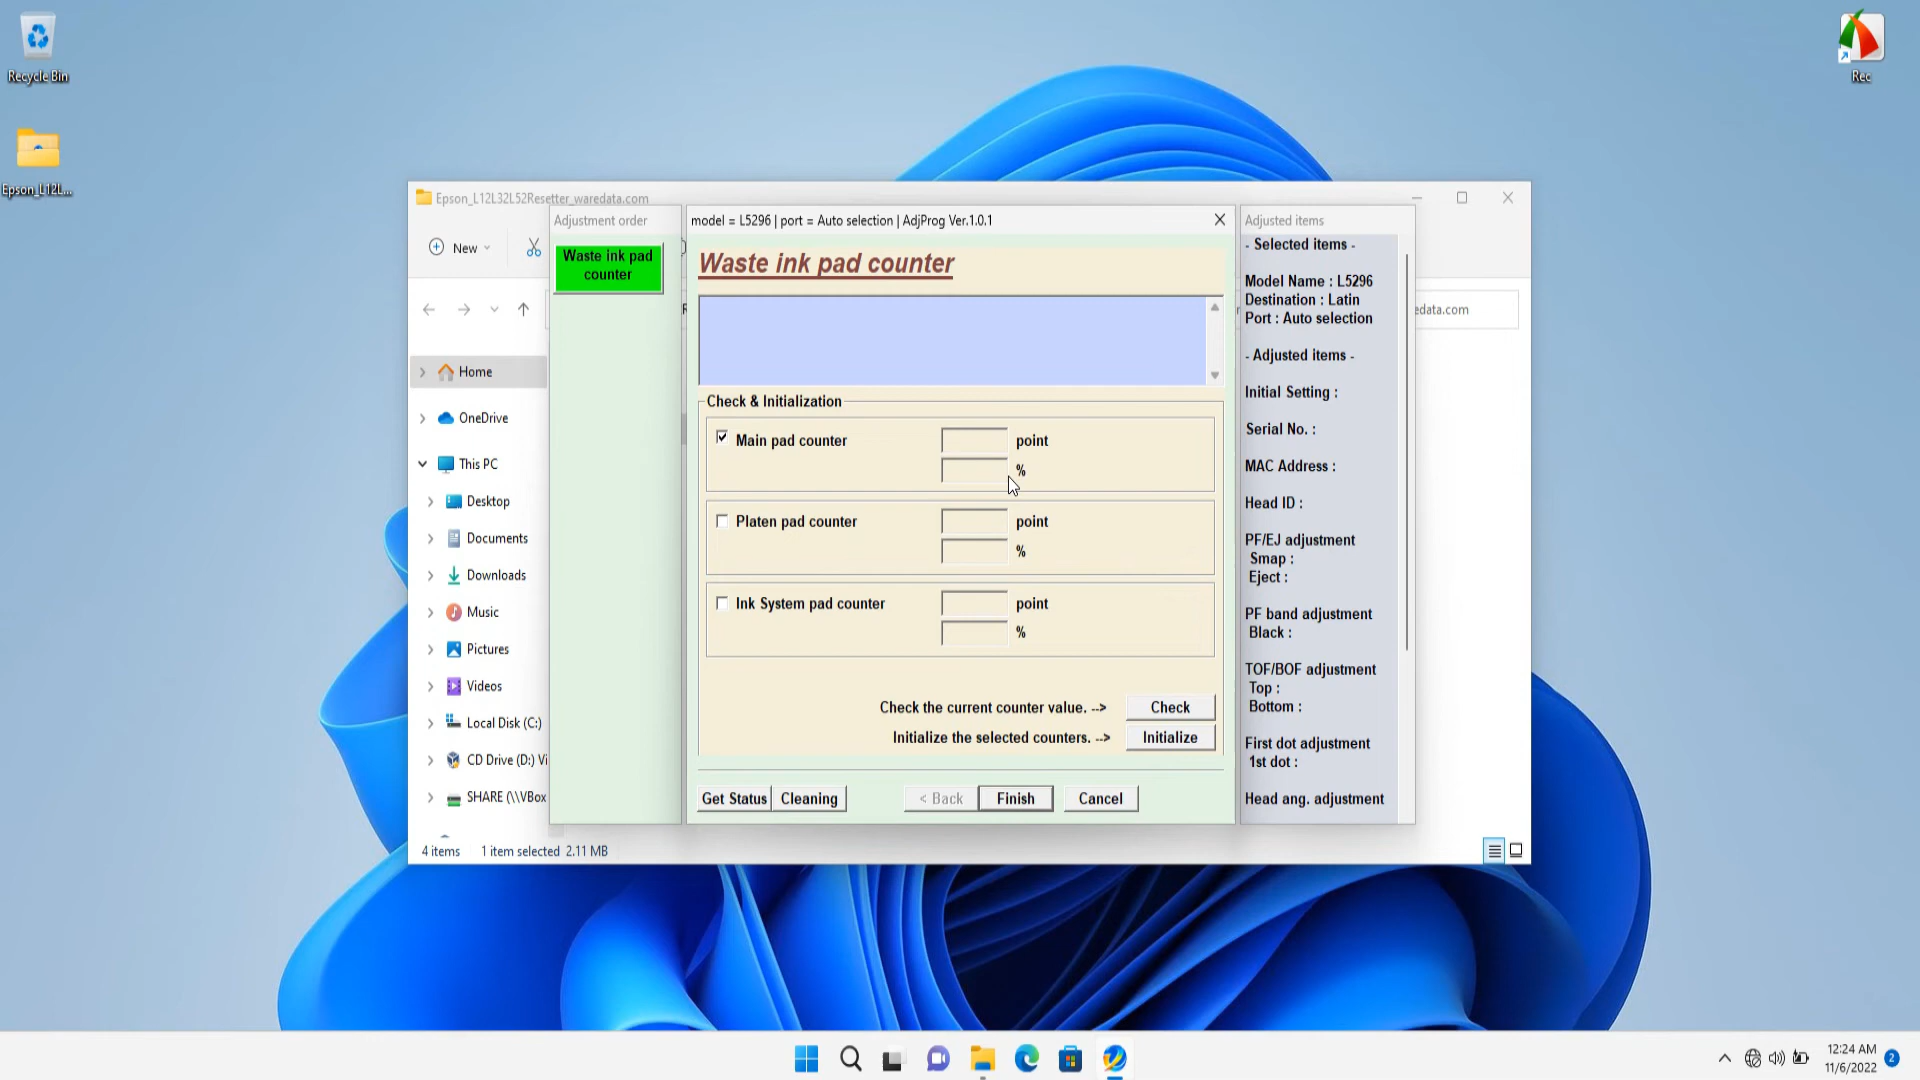 Recycle Bin
Epson_L12L...
Rec
Epson_L12L32L52Resetter_waredata.com
New
edata.com
Home
OneDrive
This PC
Desktop
Documents
Downloads
Music
Pictures
Videos
Local Disk (C:)
CD Drive (D:) Vi
SHARE (\\VBox
4 items 1 item selected 2.11 MB
Adjustment order
Waste ink pad
counter
model = L5296 | port = Auto selection | AdjProg Ver.1.0.1
Waste ink pad counter
Check & Initialization
Main pad counter point
%
Platen pad counter point
%
Ink System pad counter point
%
Check the current counter value. --> Check
Initialize the selected counters. --> Initialize
Get Status Cleaning < Back Finish Cancel
Adjusted items
- Selected items -
Model Name : L5296
Destination : Latin
Port : Auto selection
- Adjusted items -
Initial Setting :
Serial No. :
MAC Address :
Head ID :
PF/EJ adjustment
Smap :
Eject :
PF band adjustment
Black :
TOF/BOF adjustment
Top :
Bottom :
First dot adjustment
1st dot :
Head ang. adjustment
12:24 AM
11/6/2022
2